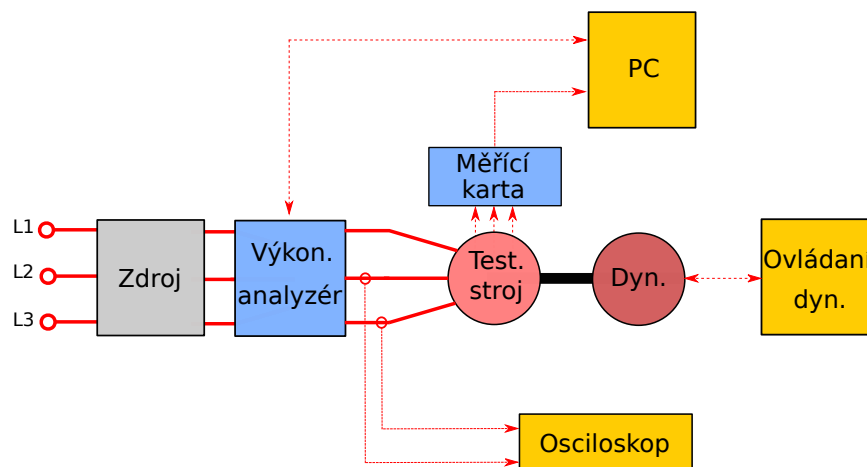 PC
Měřící
karta
L1
L2
L3
Zdroj
Výkon.
analyzér
Test.
stroj
Dyn.
Ovládaní
dyn.
Osciloskop